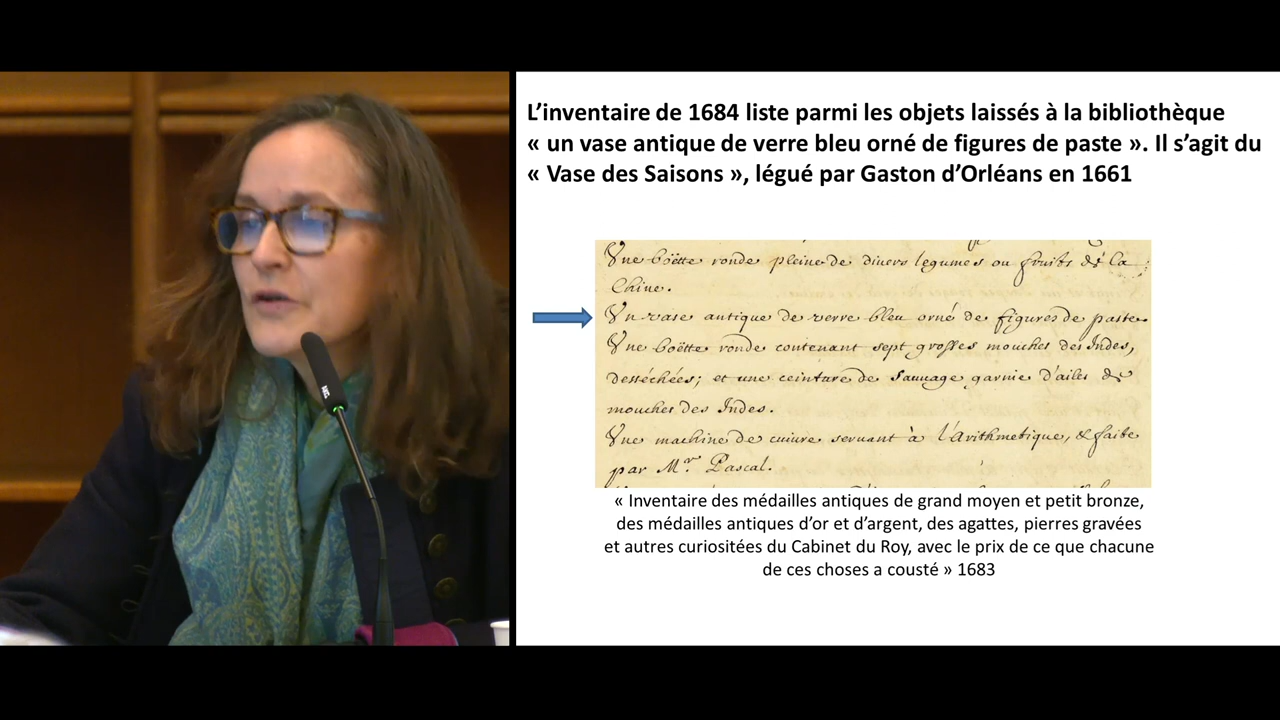 L’inventaire de 1684 liste parmi les objets laissés à la bibliothèque
« un vase antique de verre bleu orné de figures de paste ». Il s’agit du
« Vase des Saisons », légué par Gaston d’Orléans en 1661
Une boëtte ronde pleine de divers legumes ou fruits de la
Chine.
Un vase antique de verre bleu orné de figures de paste
Une boëtte ronde contenant sept grosses mouches des Indes,
desséchées; et une ceinture de Sauvage garnie d'ailes de
mouches des Indes.
Une machine de cuivre servant à l'Arithmetique, & faite
par Mr. Pascal.
« Inventaire des médailles antiques de grand moyen et petit bronze,
des médailles antiques d’or et d’argent, des agattes, pierres gravées
et autres curiositées du Cabinet du Roy, avec le prix de ce que chacune
de ces choses a cousté » 1683